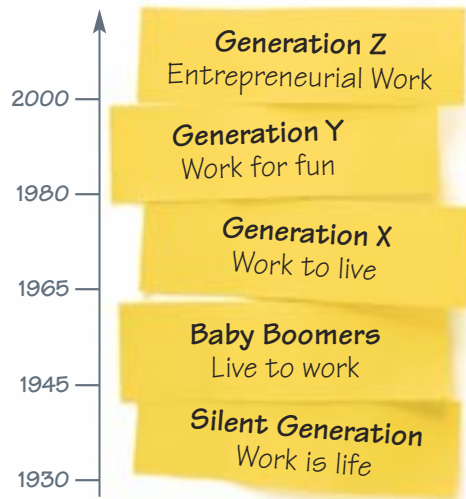 Generation Z
Entrepreneurial Work
2000
Generation Y
Work for fun
1980
Generation X
Work to live
1965
Baby Boomers
Live to work
1945
Silent Generation
Work is life
1930